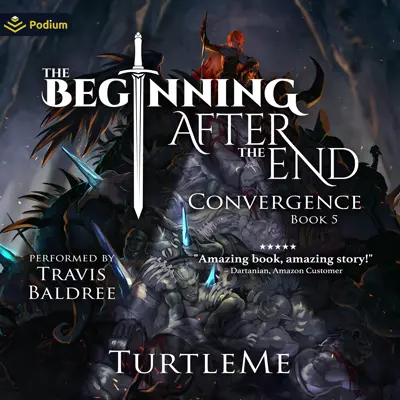 Podium
THE
BEGINNING
AFTER
THE END
CONVERGENCE
BOOK 5
PERFORMED BY
TRAVIS
BALDREE
★★★★★
"Amazing book, amazing story!"
– Dartanian, Amazon Customer
TURTLEME